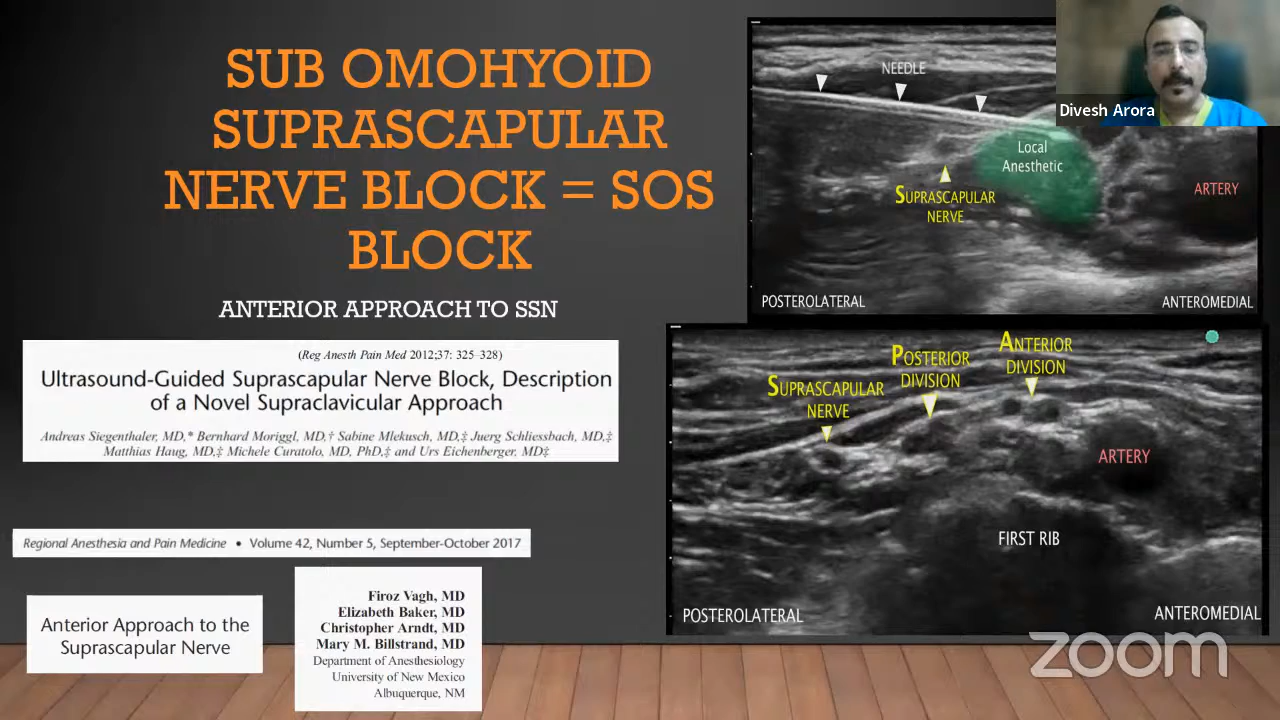 SUB OMOHYOID
SUPRASCAPULAR
NERVE BLOCK = SOS
BLOCK
ANTERIOR APPROACH TO SSN
(Reg Anesth Pain Med 2012;37: 325–328)
Ultrasound-Guided Suprascapular Nerve Block, Description
of a Novel Supraclavicular Approach
Andreas Siegenthaler, MD,* Bernhard Moriggl, MD,† Sabine Mlekusch, MD,‡ Juerg Schliessbach, MD,‡
Matthias Haug, MD,‡ Michele Curatolo, MD, PhD,‡ and Urs Eichenberger, MD‡
Regional Anesthesia and Pain Medicine • Volume 42, Number 5, September-October 2017
Anterior Approach to the
Suprascapular Nerve
Firoz Vagh, MD
Elizabeth Baker, MD
Christopher Arndt, MD
Mary M. Billstrand, MD
Department of Anesthesiology
University of New Mexico
Albuquerque, NM
NEEDLE
Local
Anesthetic
SUPRASCAPULAR
NERVE
ARTERY
POSTEROLATERAL
ANTEROMEDIAL
Divesh Arora
SUPRASCAPULAR
NERVE
POSTERIOR
DIVISION
ANTERIOR
DIVISION
ARTERY
FIRST RIB
POSTEROLATERAL
ANTEROMEDIAL
zoom